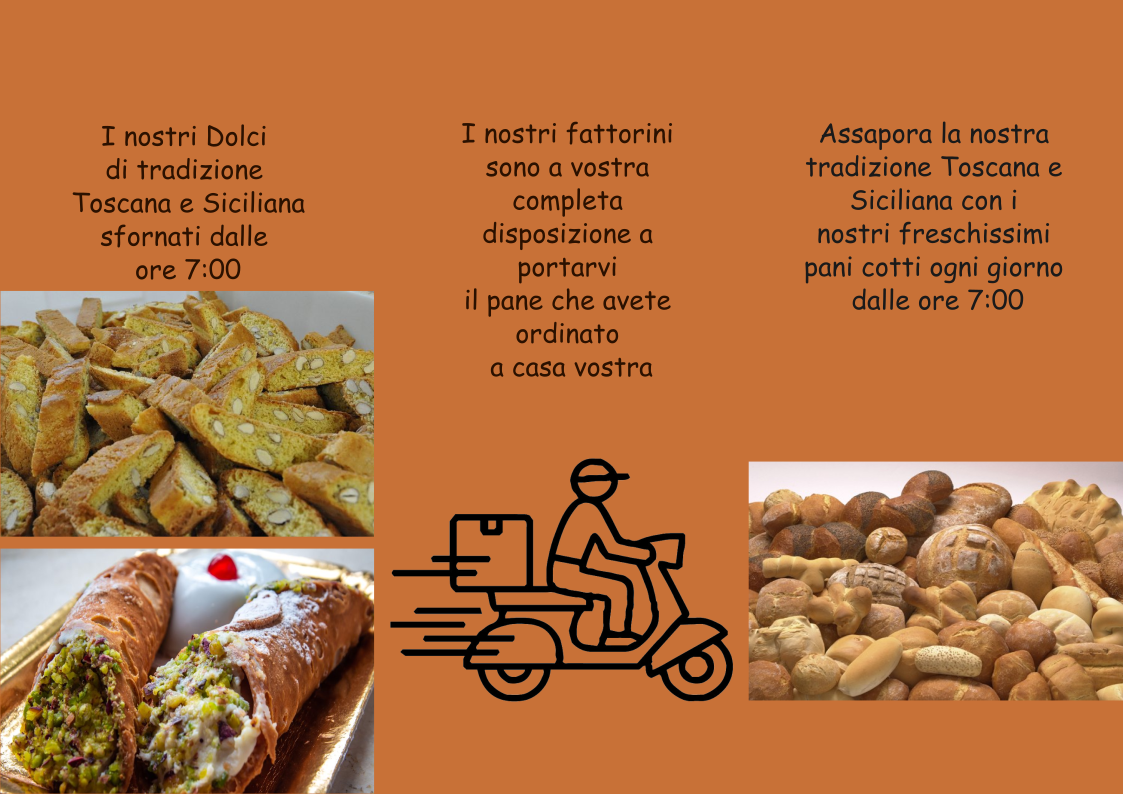 I nostri Dolci
di tradizione
Toscana e Siciliana
sfornati dalle
ore 7:00
I nostri fattorini
sono a vostra
completa
disposizione a
portarvi
il pane che avete
ordinato
a casa vostra
Assapora la nostra
tradizione Toscana e
Siciliana con i
nostri freschissimi
pani cotti ogni giorno
dalle ore 7:00